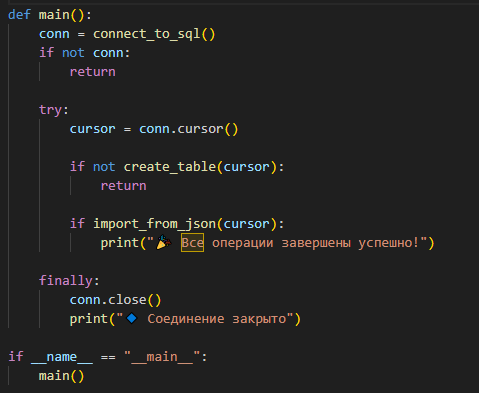 def main():
    conn = connect_to_sql()
    if not conn:
        return
    try:
        cursor = conn.cursor()
        if not create_table(cursor):
            return
        if import_from_json(cursor):
            print("🎉 Все операции завершены успешно!")
    finally:
        conn.close()
        print("🔹 Соединение закрыто")
if __name__ == "__main__":
    main()